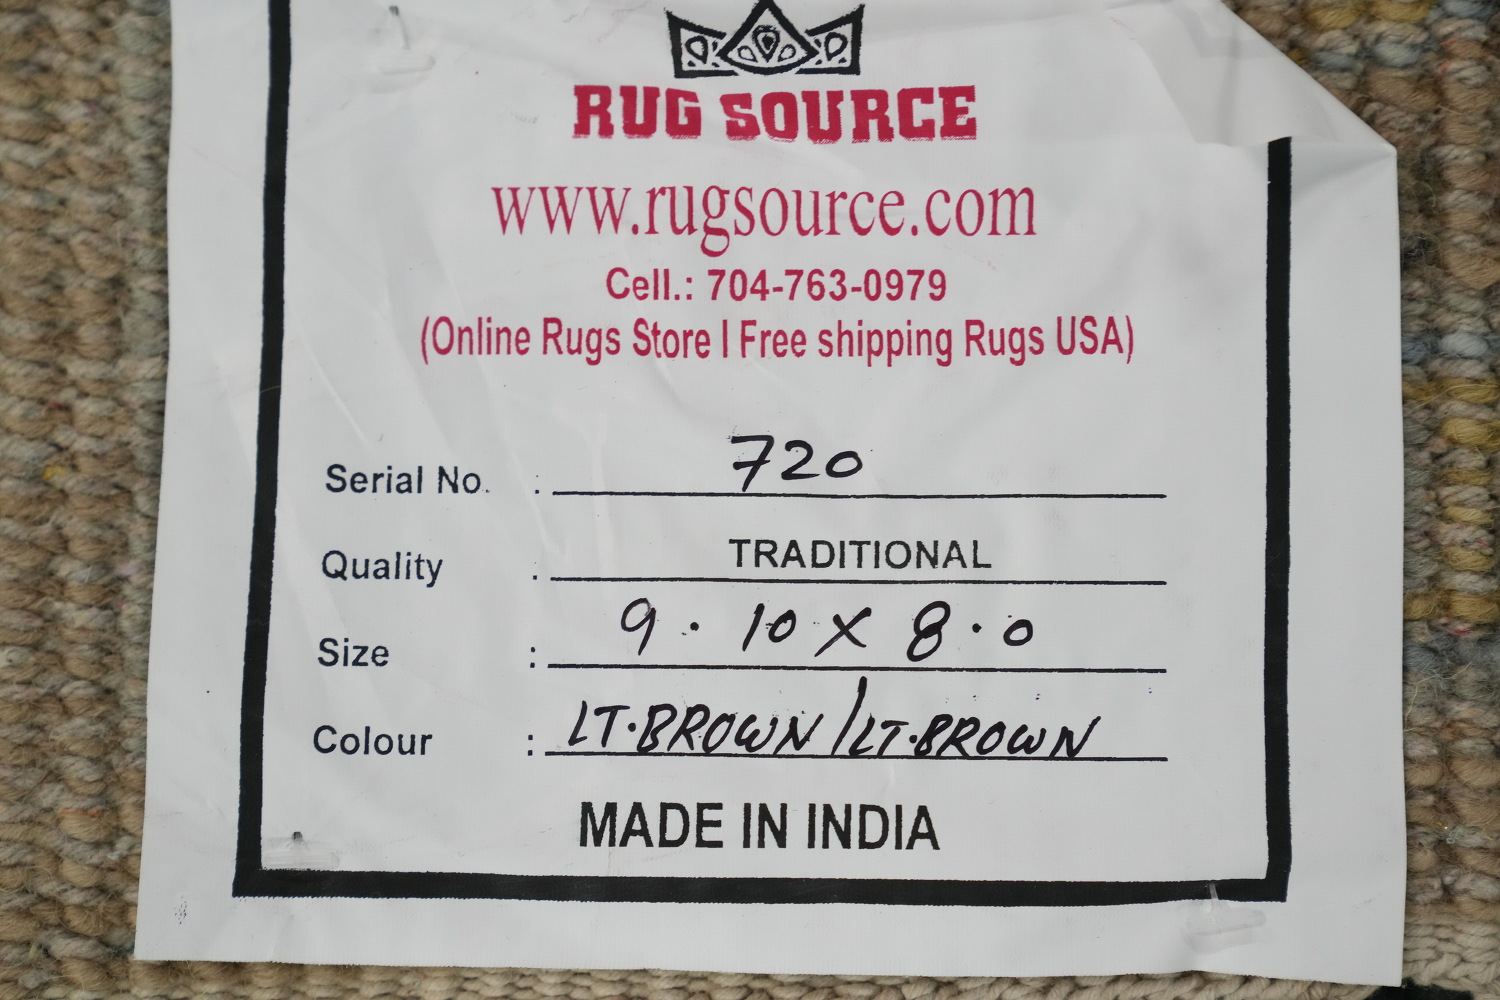 RUG SOURCE
www.rugsource.com
Cell.: 704-763-0979
(Online Rugs Store I Free shipping Rugs USA)
Serial No. : 720
Quality : TRADITIONAL
Size : 9.10 X 8.0
Colour : LT.BROWN/LT.BROWN
MADE IN INDIA